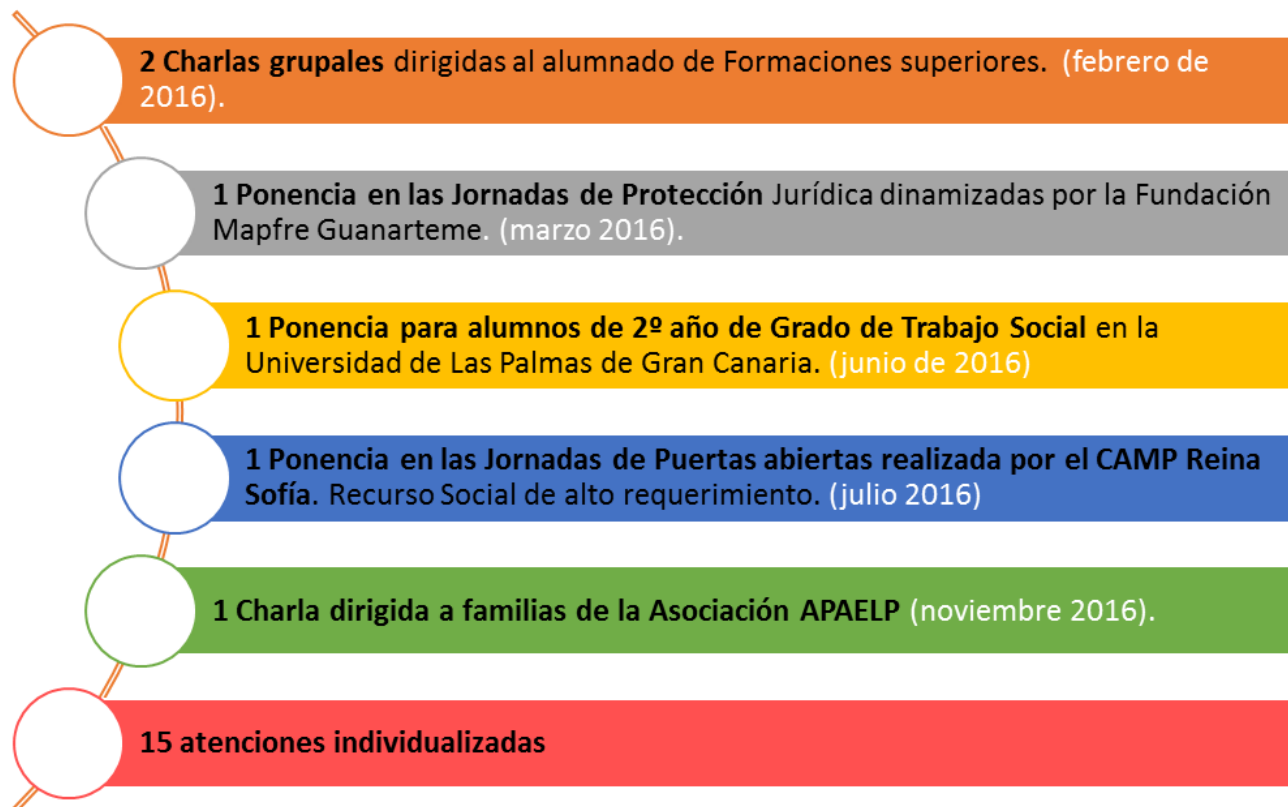 2 Charlas grupales dirigidas al alumnado de Formaciones superiores. (febrero de
2016).
1 Ponencia en las Jornadas de Protección Jurídica dinamizadas por la Fundación
Mapfre Guanarteme. (marzo 2016).
1 Ponencia para alumnos de 2º año de Grado de Trabajo Social en la
Universidad de Las Palmas de Gran Canaria. (junio de 2016)
1 Ponencia en las Jornadas de Puertas abiertas realizada por el CAMP Reina
Sofía. Recurso Social de alto requerimiento. (julio 2016)
1 Charla dirigida a familias de la Asociación APAELP (noviembre 2016).
15 atenciones individualizadas